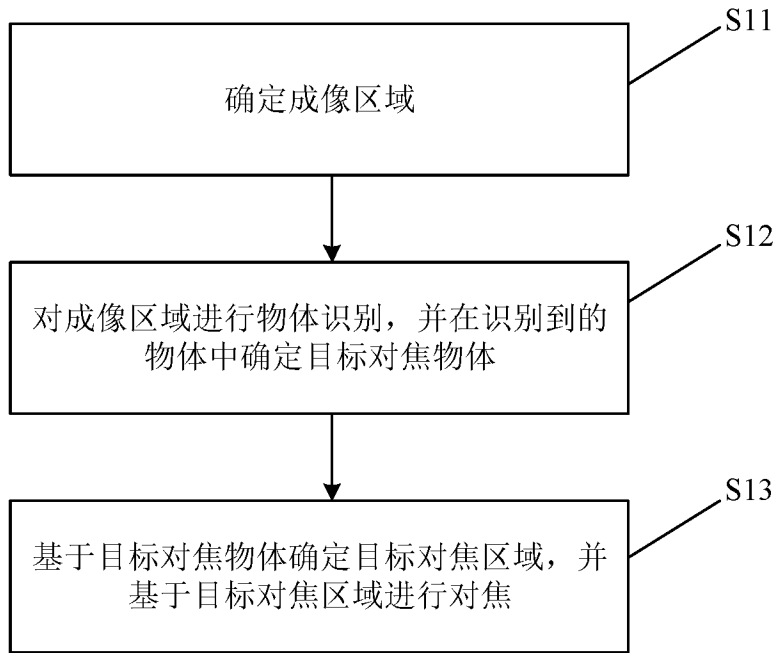 S11
确定成像区域
S12
对成像区域进行物体识别，并在识别到的
物体中确定目标对焦物体
S13
基于目标对焦物体确定目标对焦区域，并
基于目标对焦区域进行对焦